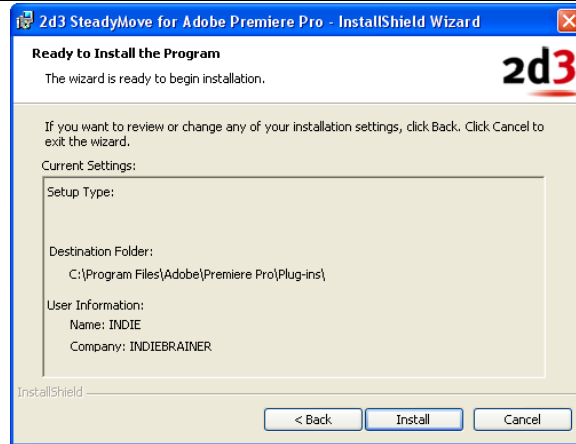 2d3 SteadyMove for Adobe Premiere Pro - InstallShield Wizard
Ready to Install the Program
The wizard is ready to begin installation.
2d3
If you want to review or change any of your installation settings, click Back. Click Cancel to
exit the wizard.
Current Settings:
Setup Type:
Destination Folder:
C:\Program Files\Adobe\Premiere Pro\Plug-ins\
User Information:
Name: INDIE
Company: INDIEBRAINER
InstallShield
< Back Install Cancel